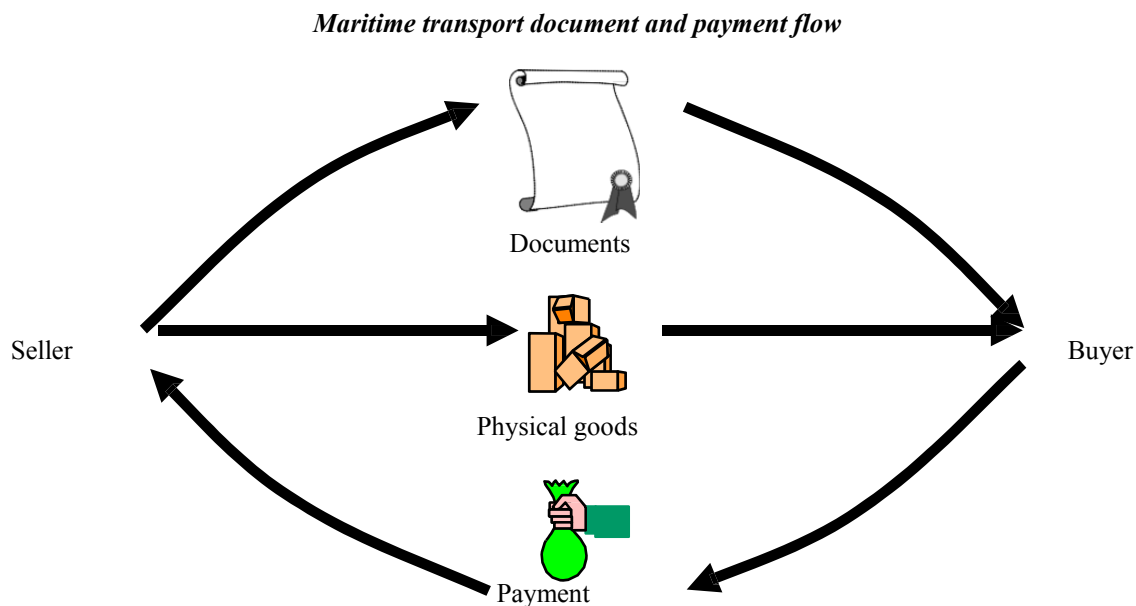 Maritime transport document and payment flow
Documents
Seller
Buyer
Physical goods
Payment